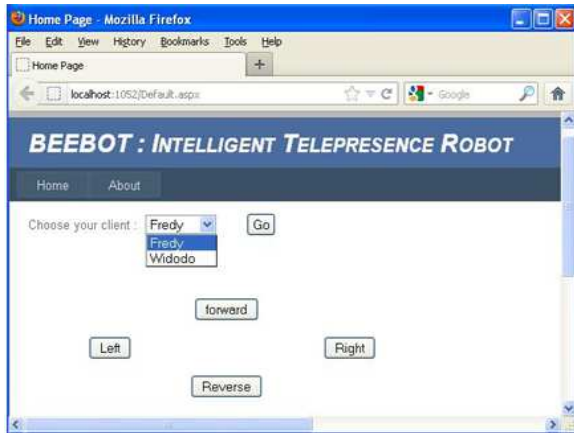 Home Page - Mozilla Firefox
File Edit View History Bookmarks Tools Help
Home Page +
localhost:1052/Default.aspx Google
BEEBOT : INTELLIGENT TELEPRESENCE ROBOT
Home About
Choose your client : Fredy Go
Fredy
Widodo
forward
Left Right
Reverse